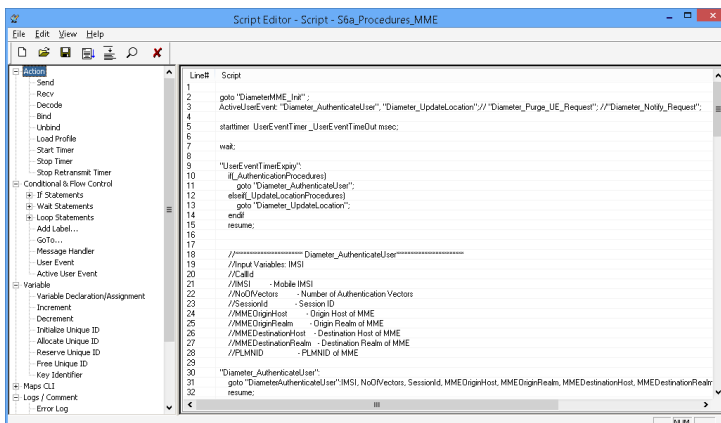 Script Editor - Script - S6a_Procedures_MME
File Edit View Help
Action
Send
Recv
Decode
Bind
Unbind
Load Profile
Start Timer
Stop Timer
Stop Retransmit Timer
Conditional & Flow Control
If Statements
Wait Statements
Loop Statements
Add Label...
GoTo...
Message Handler
User Event
Active User Event
Variable
Variable Declaration/Assignment
Increment
Decrement
Initialize Unique ID
Allocate Unique ID
Reserve Unique ID
Free Unique ID
Key Identifier
Maps CLI
Logs / Comment
Error Log
Line# Script
1
2 goto "DiameterMME_Init" ;
3 ActiveUserEvent: "Diameter_AuthenticateUser", "Diameter_UpdateLocation";// "Diameter_Purge_UE_Request"; //"Diameter_Notify_Request";
4
5 starttimer UserEventTimer _UserEventTimeOut msec;
6
7 wait;
8
9 "UserEventTimerExpiry":
10 if(_AuthenticationProcedures)
11 goto "Diameter_AuthenticateUser";
12 elseif(_UpdateLocationProcedures)
13 goto "Diameter_UpdateLocation";
14 endif
15 resume;
16
17
18 //********************** Diameter_AuthenticateUser**********************
19 //Input Variables: IMSI
20 //CallId
21 //IMSI - Mobile IMSI
22 //NoOfVectors - Number of Authentication Vectors
23 //SessionId - Session ID
24 //MMEOriginHost - Origin Host of MME
25 //MMEOriginRealm - Origin Realm of MME
26 //MMEDestinationHost - Destination Host of MME
27 //MMEDestinationRealm - Destination Realm of MME
28 //PLMNID - PLMNID of MME
29
30 "Diameter_AuthenticateUser":
31 goto "DiameterAuthenticateUser":IMSI, NoOfVectors, SessionId, MMEOriginHost, MMEOriginRealm, MMEDestinationHost, MMEDestinationRealm
32 resume;
NUM